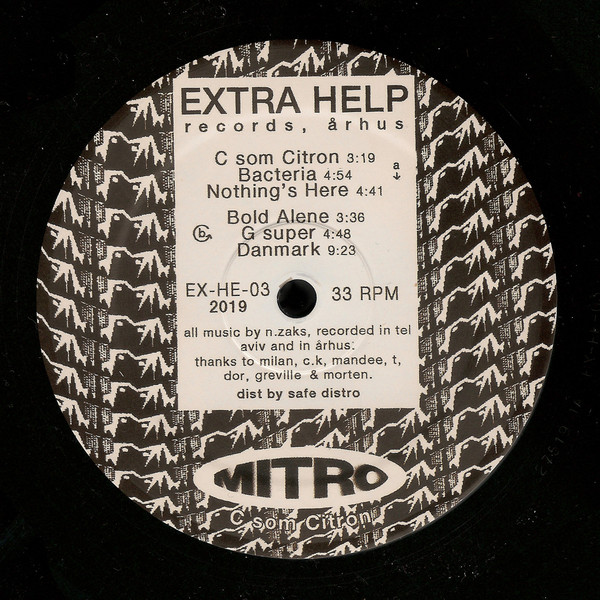 EXTRA HELP
records, århus
C som Citron 3:19
a
Bacteria 4:54
Nothing's Here 4:41
Bold Alene 3:36
b. G super 4:48
Danmark 9:23
EX-HE-03 33 RPM
2019
all music by n.zaks, recorded in tel
aviv and in århus.
thanks to milan, c.k, mandee, t,
dor, greville & morten.
dist by safe distro
MITRO
C som Citron